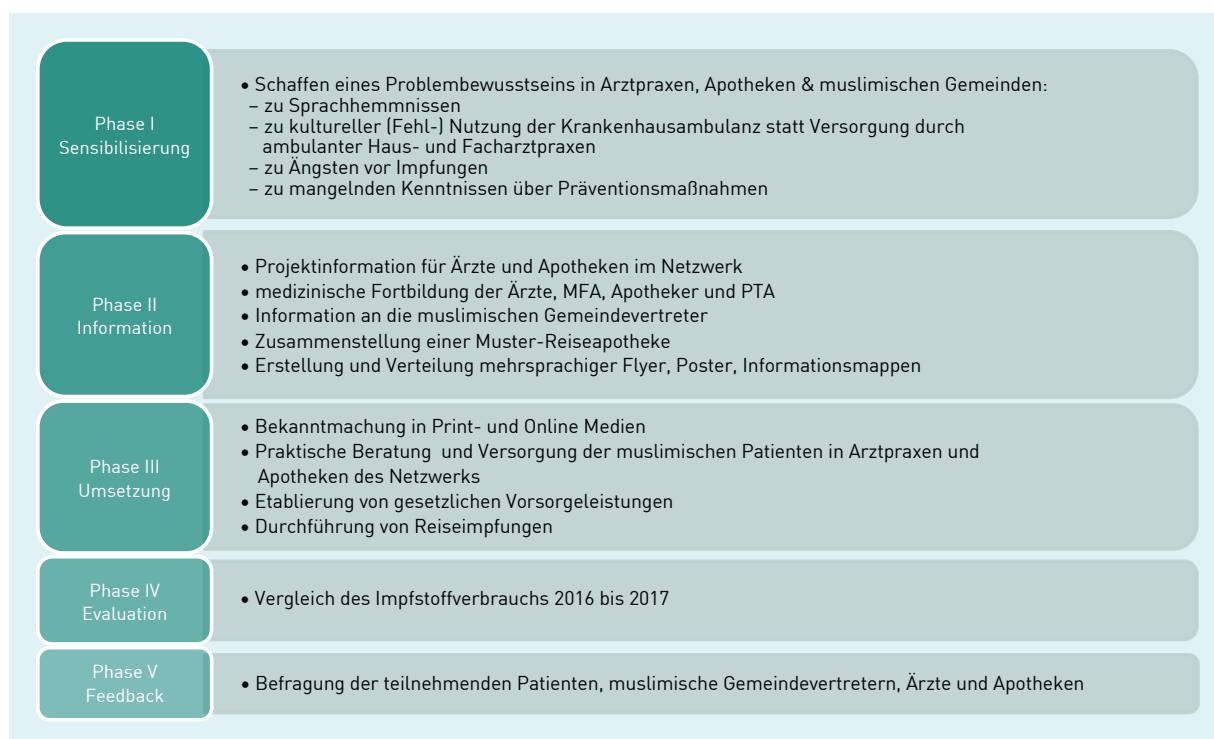 Phase I
Sensibilisierung
• Schaffen eines Problembewusstseins in Arztpraxen, Apotheken & muslimischen Gemeinden:
– zu Sprachhemmnissen
– zu kultureller (Fehl-) Nutzung der Krankenhausambulanz statt Versorgung durch
ambulanter Haus- und Facharztpraxen
– zu Ängsten vor Impfungen
– zu mangelnden Kenntnissen über Präventionsmaßnahmen
Phase II
Information
• Projektinformation für Ärzte und Apotheken im Netzwerk
• medizinische Fortbildung der Ärzte, MFA, Apotheker und PTA
• Information an die muslimischen Gemeindevertreter
• Zusammenstellung einer Muster-Reiseapotheke
• Erstellung und Verteilung mehrsprachiger Flyer, Poster, Informationsmappen
Phase III
Umsetzung
• Bekanntmachung in Print- und Online Medien
• Praktische Beratung und Versorgung der muslimischen Patienten in Arztpraxen und
Apotheken des Netzwerks
• Etablierung von gesetzlichen Vorsorgeleistungen
• Durchführung von Reiseimpfungen
Phase IV
Evaluation
• Vergleich des Impfstoffverbrauchs 2016 bis 2017
Phase V
Feedback
• Befragung der teilnehmenden Patienten, muslimische Gemeindevertretern, Ärzte und Apotheken